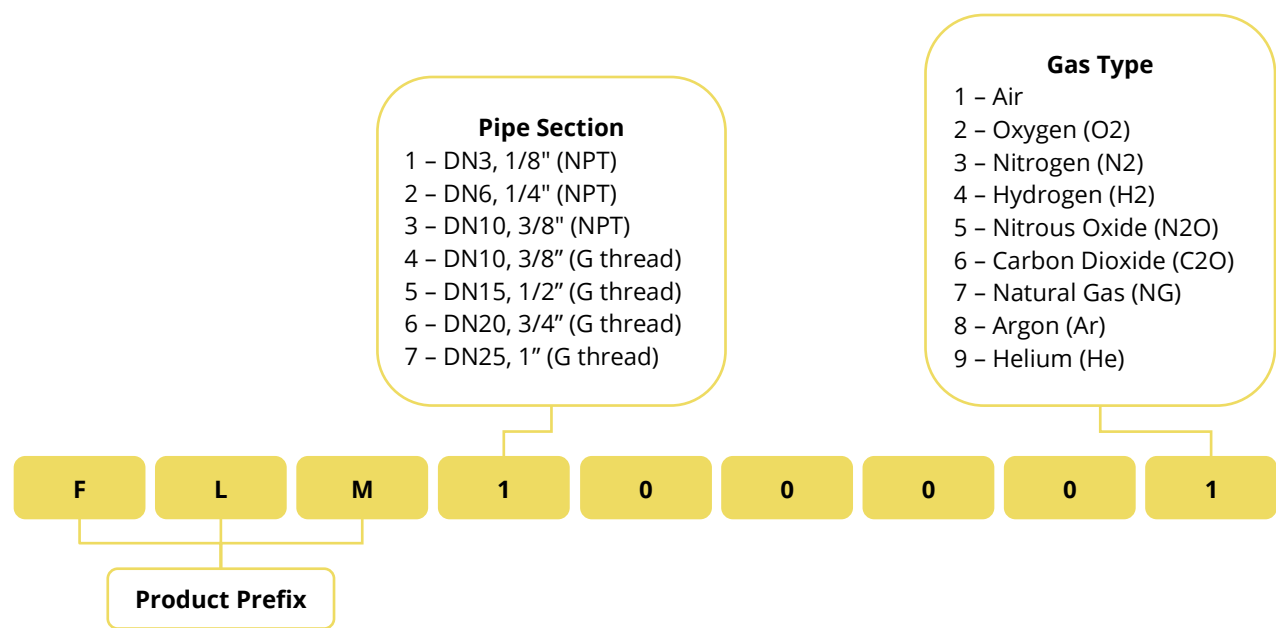 Pipe Section
1 – DN3, 1/8" (NPT)
2 – DN6, 1/4" (NPT)
3 – DN10, 3/8" (NPT)
4 – DN10, 3/8” (G thread)
5 – DN15, 1/2” (G thread)
6 – DN20, 3/4” (G thread)
7 – DN25, 1” (G thread)
Gas Type
1 – Air
2 – Oxygen (O2)
3 – Nitrogen (N2)
4 – Hydrogen (H2)
5 – Nitrous Oxide (N2O)
6 – Carbon Dioxide (C2O)
7 – Natural Gas (NG)
8 – Argon (Ar)
9 – Helium (He)
F L M 1 0 0 0 0 1
Product Prefix